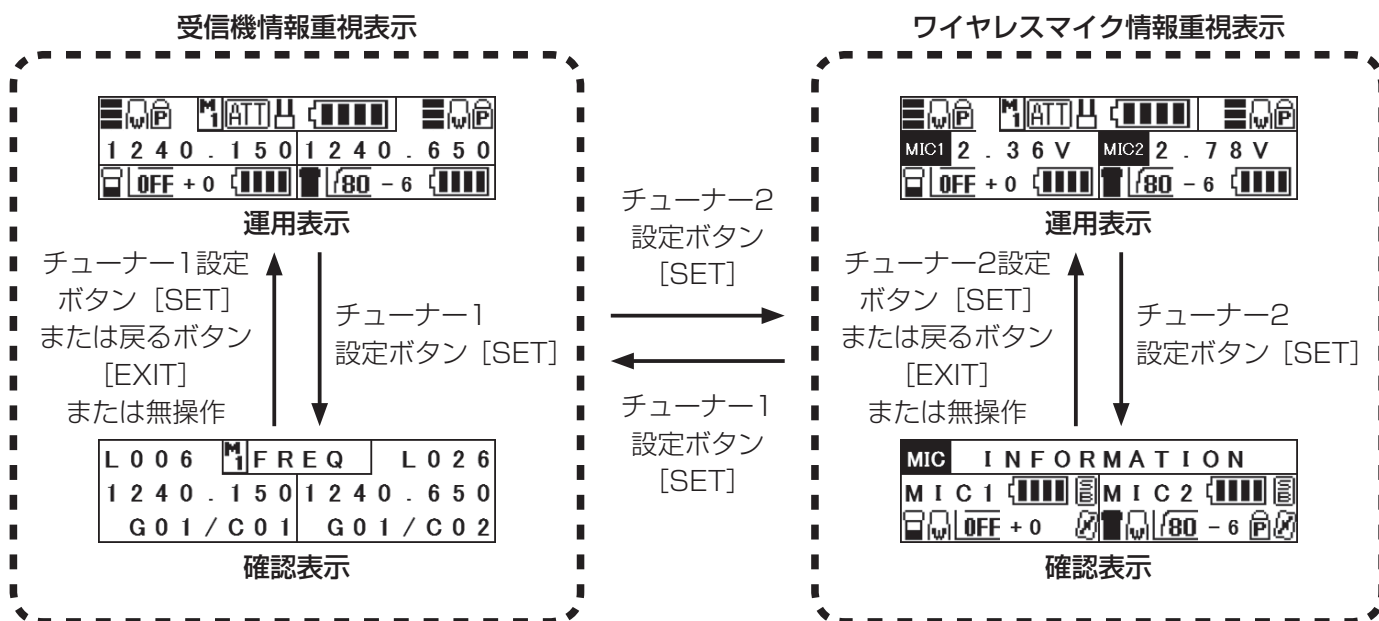 受信機情報重視表示
M1 ATT
P P
1240.150 1240.650
OFF +0 80 -6
運用表示
チューナー1設定
ボタン［SET］
または戻るボタン
［EXIT］
または無操作
チューナー1
設定ボタン［SET］
L006 M1 FREQ L026
1240.150 1240.650
G01/C01 G01/C02
確認表示
チューナー2
設定ボタン
［SET］
チューナー1
設定ボタン
［SET］
ワイヤレスマイク情報重視表示
M1 ATT
P P
MIC1 2.36V MIC2 2.78V
OFF +0 80 -6
運用表示
チューナー2設定
ボタン［SET］
または戻るボタン
［EXIT］
または無操作
チューナー2
設定ボタン［SET］
MIC INFORMATION
MIC1 MIC2
W OFF +0 W 80 -6 P
確認表示